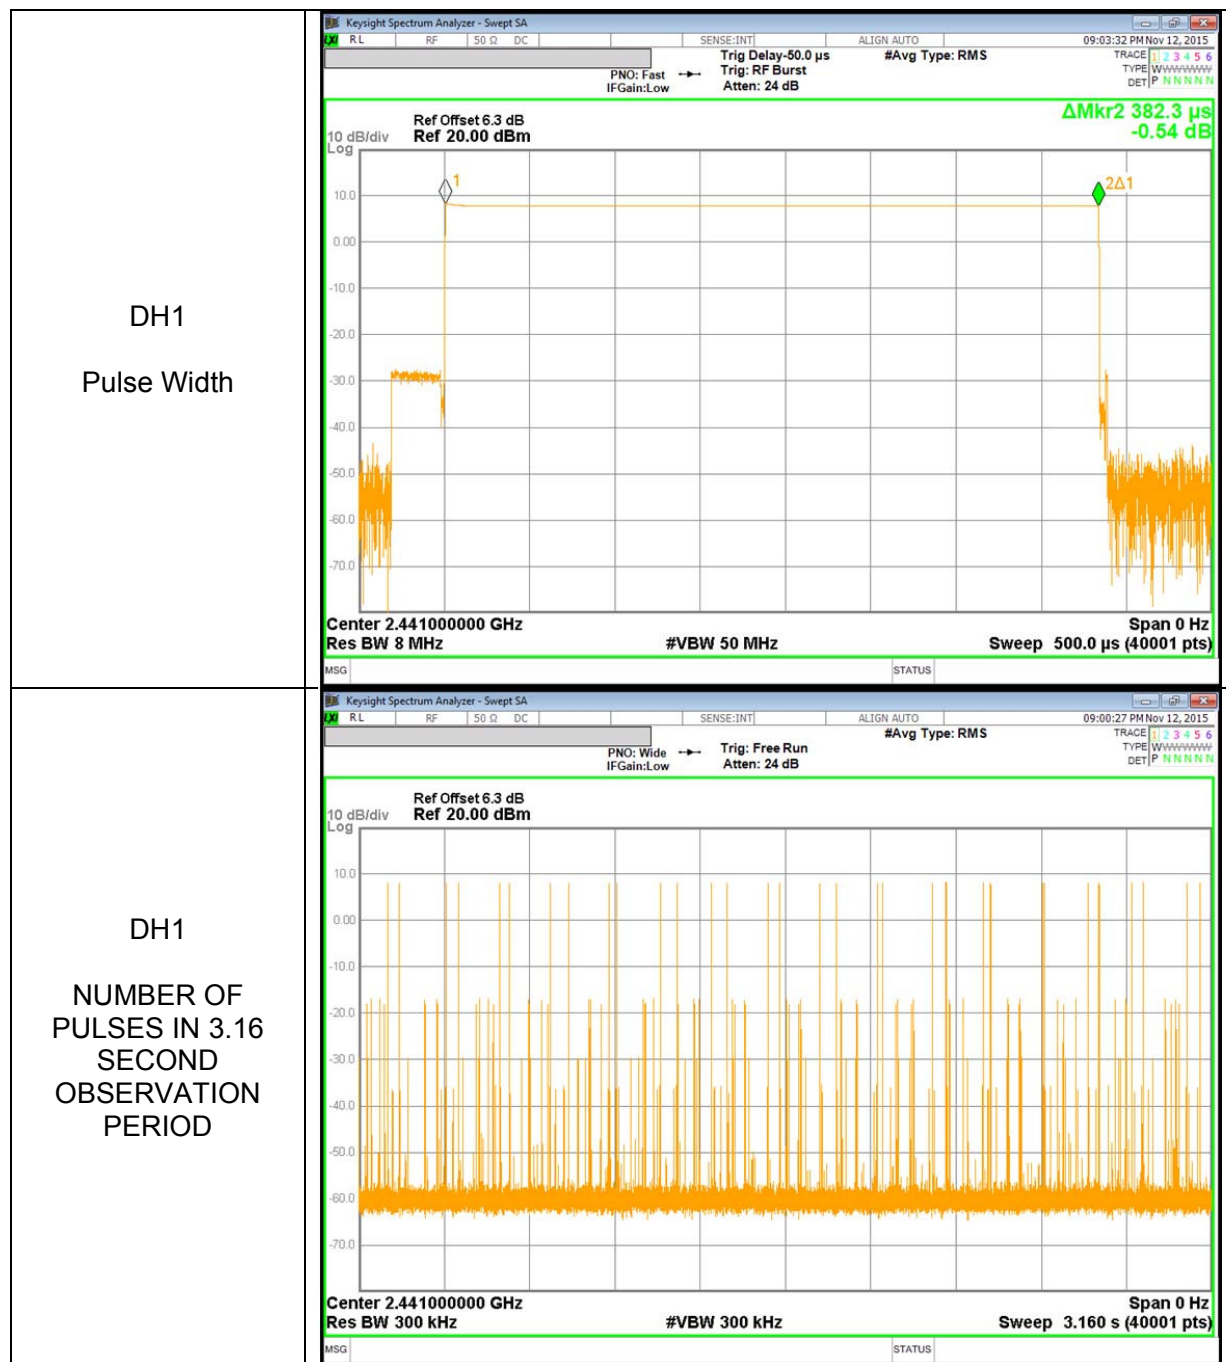 DH1
Pulse Width
Keysight Spectrum Analyzer - Swept SA
LXI RL RF 50 Ω DC SENSE:INT ALIGN AUTO 09:03:32 PM Nov 12, 2015
Trig Delay-50.0 µs #Avg Type: RMS TRACE 1 2 3 4 5 6
PNO: Fast Trig: RF Burst TYPE WWWWWW
IFGain:Low Atten: 24 dB DET P N N N N N
ΔMkr2 382.3 µs
Ref Offset 6.3 dB -0.54 dB
10 dB/div Ref 20.00 dBm
Log
1 2Δ1
10.0
0.00
-10.0
-20.0
-30.0
-40.0
-50.0
-60.0
-70.0
Center 2.441000000 GHz Span 0 Hz
Res BW 8 MHz #VBW 50 MHz Sweep 500.0 µs (40001 pts)
MSG STATUS
DH1
NUMBER OF
PULSES IN 3.16
SECOND
OBSERVATION
PERIOD
Keysight Spectrum Analyzer - Swept SA
LXI RL RF 50 Ω DC SENSE:INT ALIGN AUTO 09:00:27 PM Nov 12, 2015
#Avg Type: RMS TRACE 1 2 3 4 5 6
PNO: Wide Trig: Free Run TYPE WWWWWW
IFGain:Low Atten: 24 dB DET P N N N N N
Ref Offset 6.3 dB
10 dB/div Ref 20.00 dBm
Log
10.0
0.00
-10.0
-20.0
-30.0
-40.0
-50.0
-60.0
-70.0
Center 2.441000000 GHz Span 0 Hz
Res BW 300 kHz #VBW 300 kHz Sweep 3.160 s (40001 pts)
MSG STATUS